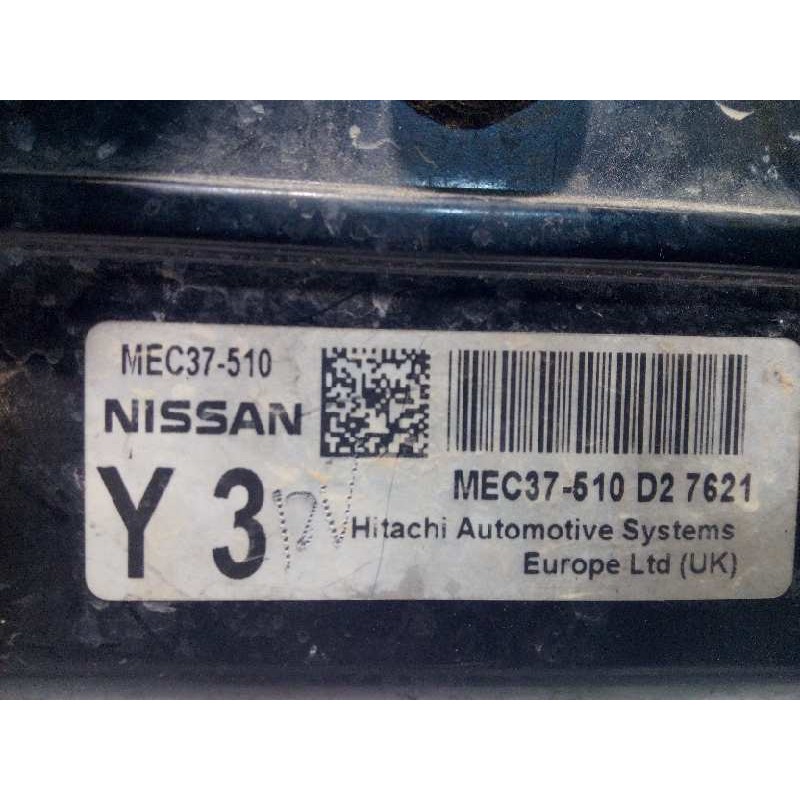 MEC37-510
NISSAN
Y 3
MEC37-510 D2 7621
Hitachi Automotive Systems
Europe Ltd (UK)